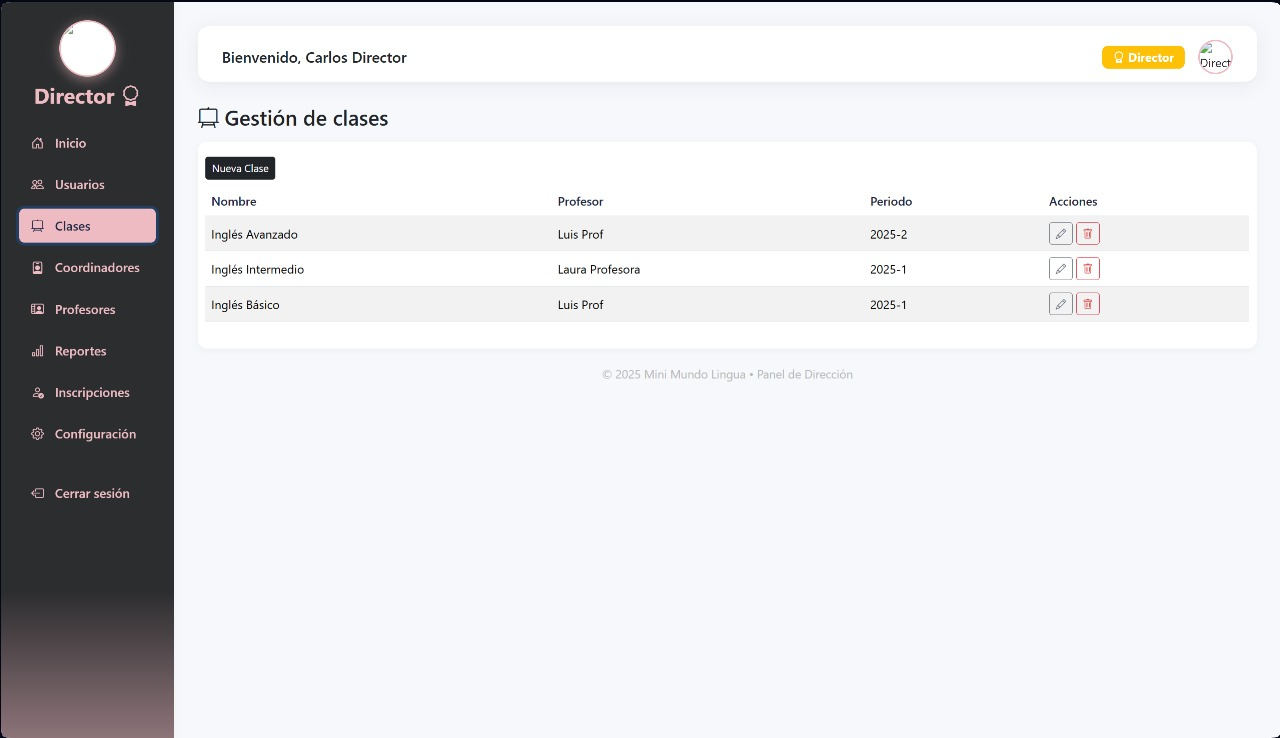 Director
Inicio
Usuarios
Clases
Coordinadores
Profesores
Reportes
Inscripciones
Configuración
Cerrar sesión
Bienvenido, Carlos Director
Director
Direct
Gestión de clases
Nueva Clase
Nombre Profesor Periodo Acciones
Inglés Avanzado Luis Prof 2025-2
Inglés Intermedio Laura Profesora 2025-1
Inglés Básico Luis Prof 2025-1
© 2025 Mini Mundo Lingua • Panel de Dirección